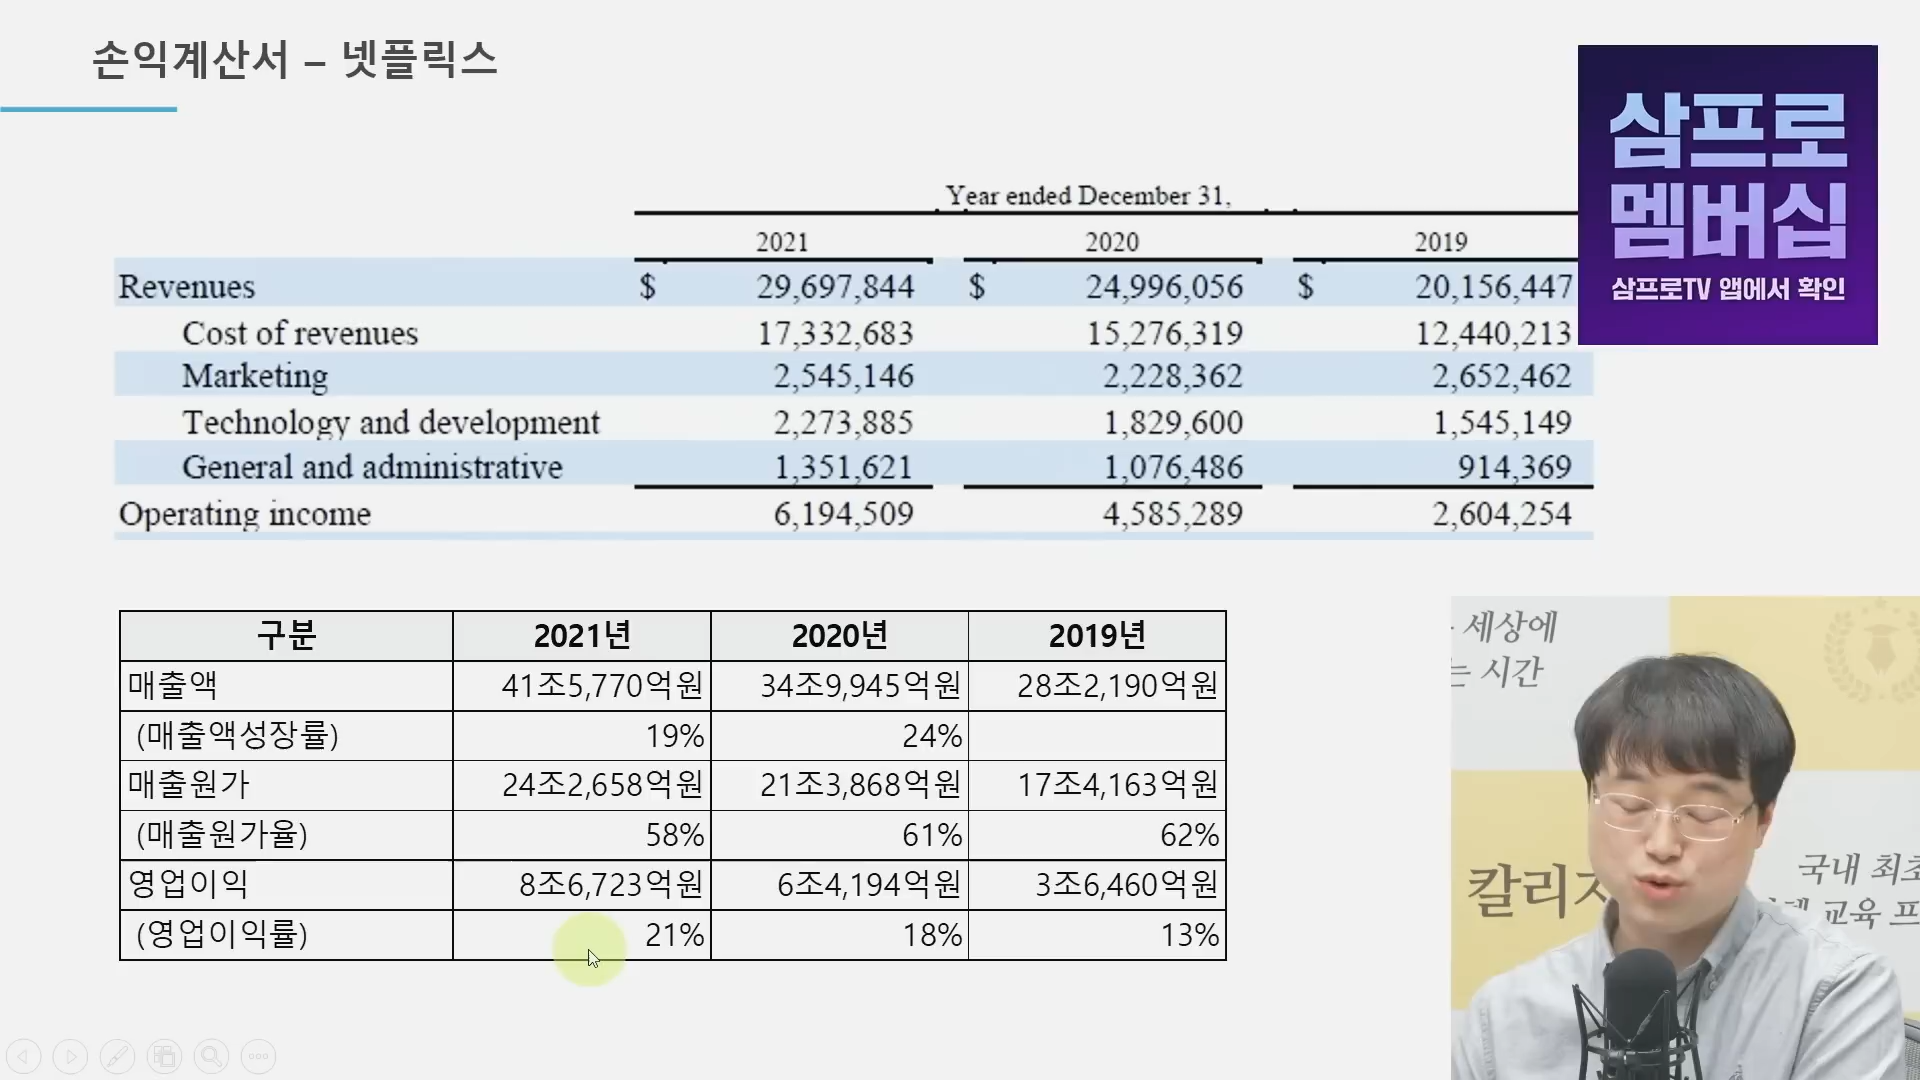 손익계산서 – 넷플릭스
삼프로
멤버십
삼프로TV 앱에서 확인
Year ended December 31,
2021 2020 2019
Revenues $ 29,697,844 $ 24,996,056 $ 20,156,447
Cost of revenues 17,332,683 15,276,319 12,440,213
Marketing 2,545,146 2,228,362 2,652,462
Technology and development 2,273,885 1,829,600 1,545,149
General and administrative 1,351,621 1,076,486 914,369
Operating income 6,194,509 4,585,289 2,604,254
구분 2021년 2020년 2019년
매출액 41조5,770억원 34조9,945억원 28조2,190억원
(매출액성장률) 19% 24%
매출원가 24조2,658억원 21조3,868억원 17조4,163억원
(매출원가율) 58% 61% 62%
영업이익 8조6,723억원 6조4,194억원 3조6,460억원
(영업이익률) 21% 18% 13%
세상에
는 시간
칼리지
국내 최초
교육 프